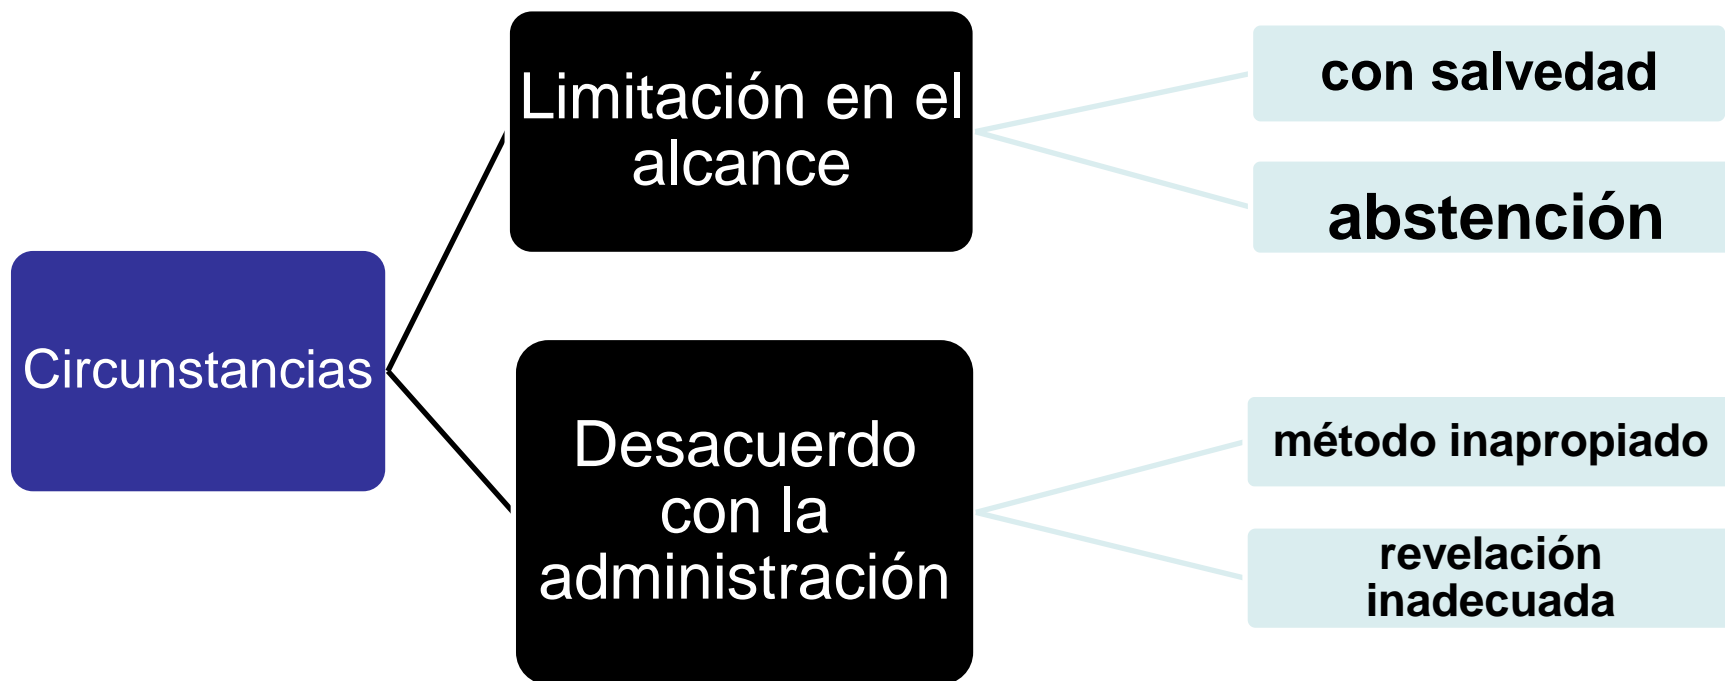 Circunstancias
Limitación en el
alcance
con salvedad
abstención
Desacuerdo
con la
administración
método inapropiado
revelación
inadecuada